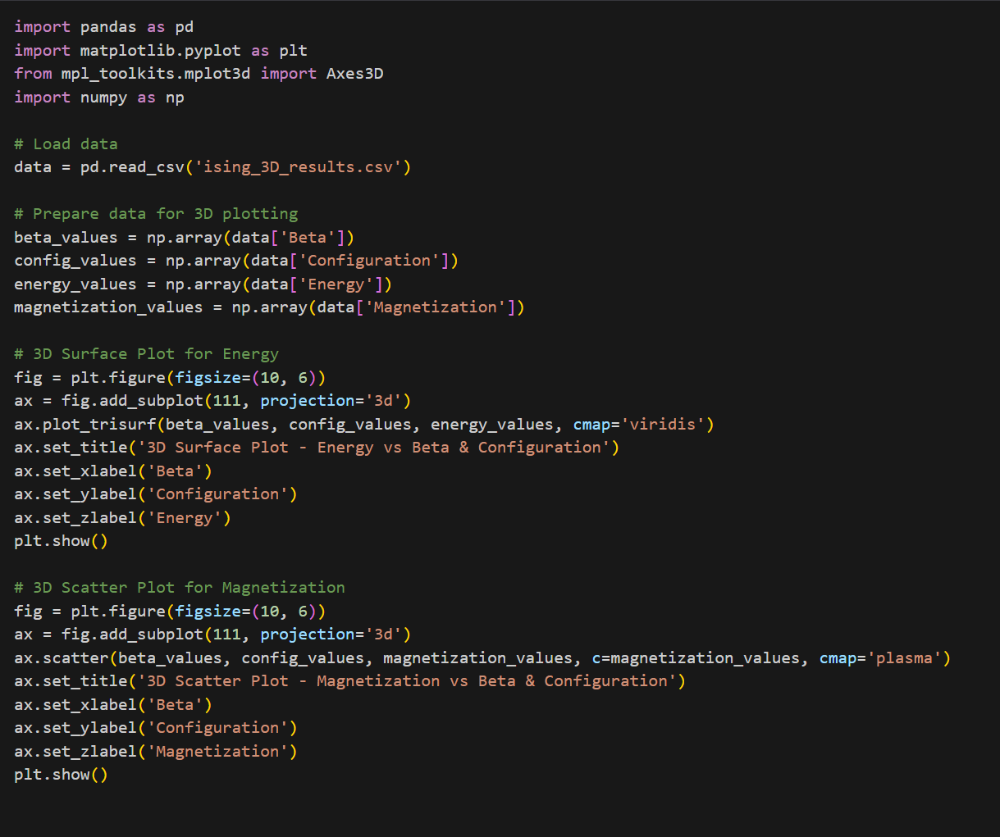 import pandas as pd
import matplotlib.pyplot as plt
from mpl_toolkits.mplot3d import Axes3D
import numpy as np

# Load data
data = pd.read_csv('ising_3D_results.csv')

# Prepare data for 3D plotting
beta_values = np.array(data['Beta'])
config_values = np.array(data['Configuration'])
energy_values = np.array(data['Energy'])
magnetization_values = np.array(data['Magnetization'])

# 3D Surface Plot for Energy
fig = plt.figure(figsize=(10, 6))
ax = fig.add_subplot(111, projection='3d')
ax.plot_trisurf(beta_values, config_values, energy_values, cmap='viridis')
ax.set_title('3D Surface Plot - Energy vs Beta & Configuration')
ax.set_xlabel('Beta')
ax.set_ylabel('Configuration')
ax.set_zlabel('Energy')
plt.show()

# 3D Scatter Plot for Magnetization
fig = plt.figure(figsize=(10, 6))
ax = fig.add_subplot(111, projection='3d')
ax.scatter(beta_values, config_values, magnetization_values, c=magnetization_values, cmap='plasma')
ax.set_title('3D Scatter Plot - Magnetization vs Beta & Configuration')
ax.set_xlabel('Beta')
ax.set_ylabel('Configuration')
ax.set_zlabel('Magnetization')
plt.show()